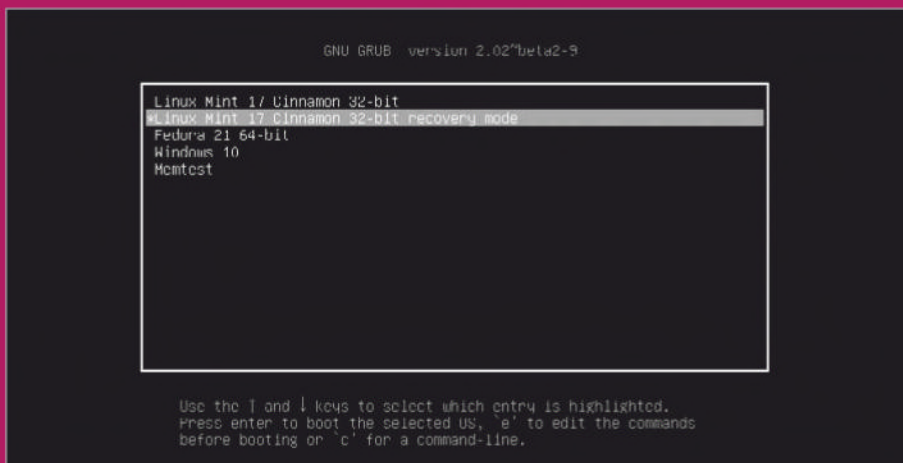 GNU GRUB version 2.02~beta2-9
Linux Mint 17 Cinnamon 32-bit
*Linux Mint 17 Cinnamon 32-bit recovery mode
Fedora 21 64-bit
Windows 10
Memtest
Use the ↑ and ↓ keys to select which entry is highlighted.
Press enter to boot the selected OS, `e' to edit the commands
before booting or `c' for a command-line.